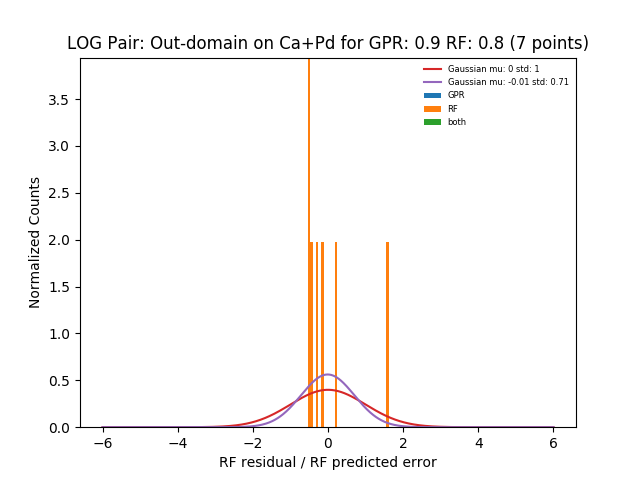 LOG Pair: Out-domain on Ca+Pd for GPR: 0.9 RF: 0.8 (7 points)
Gaussian mu: 0 std: 1
Gaussian mu: -0.01 std: 0.71
GPR
RF
both
Normalized Counts
3.5
3.0
2.5
2.0
1.5
1.0
0.5
0.0
−6 −4 −2 0 2 4 6
RF residual / RF predicted error